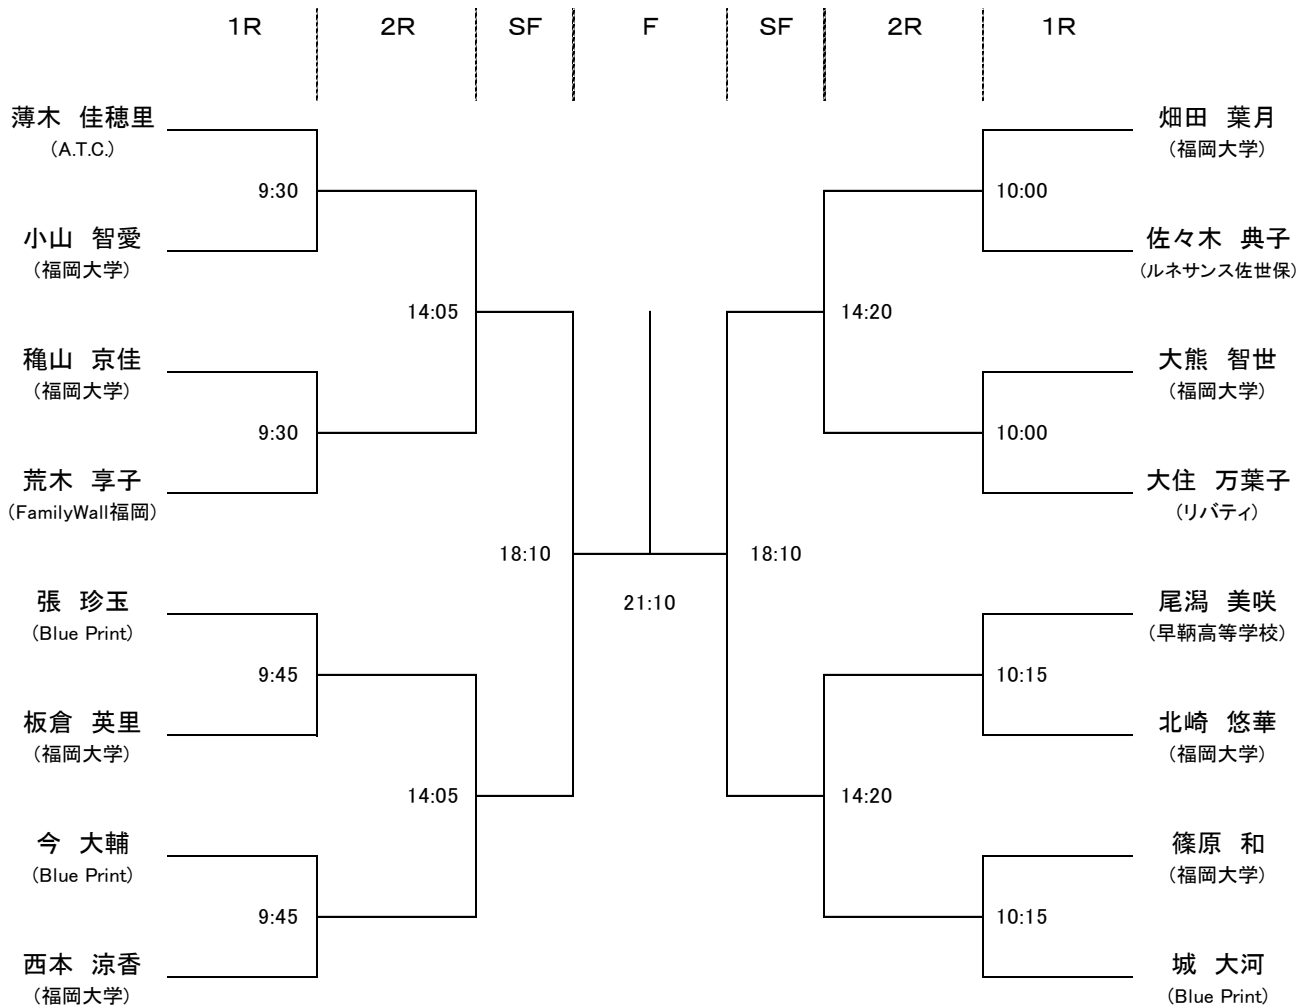 1R 2R SF F SF 2R 1R
薄木 佳穂里
(A.T.C.)
9:30
小山 智愛
(福岡大学)
14:05
穐山 京佳
(福岡大学)
9:30
荒木 享子
(FamilyWall福岡)
18:10
張 珍玉
(Blue Print)
9:45
板倉 英里
(福岡大学)
14:05
今 大輔
(Blue Print)
9:45
西本 涼香
(福岡大学)
21:10
畑田 葉月
(福岡大学)
10:00
佐々木 典子
(ルネサンス佐世保)
14:20
大熊 智世
(福岡大学)
10:00
大住 万葉子
(リバティ)
18:10
尾潟 美咲
(早鞆高等学校)
10:15
北崎 悠華
(福岡大学)
14:20
篠原 和
(福岡大学)
10:15
城 大河
(Blue Print)